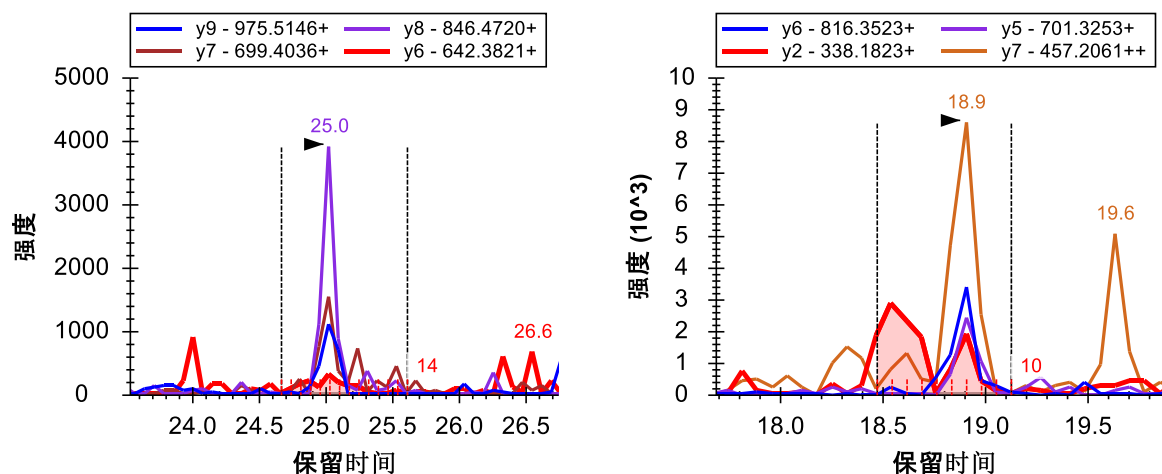 y9 - 975.5146+ y8 - 846.4720+
y7 - 699.4036+ y6 - 642.3821+
5000
4000
3000
2000
1000
0
强度
25.0
14
26.6
24.0 24.5 25.0 25.5 26.0 26.5
保留时间
y6 - 816.3523+ y5 - 701.3253+
y2 - 338.1823+ y7 - 457.2061++
10
9
8
7
6
5
4
3
2
1
0
强度 (10^3)
18.9
19.6
10
18.0 18.5 19.0 19.5
保留时间